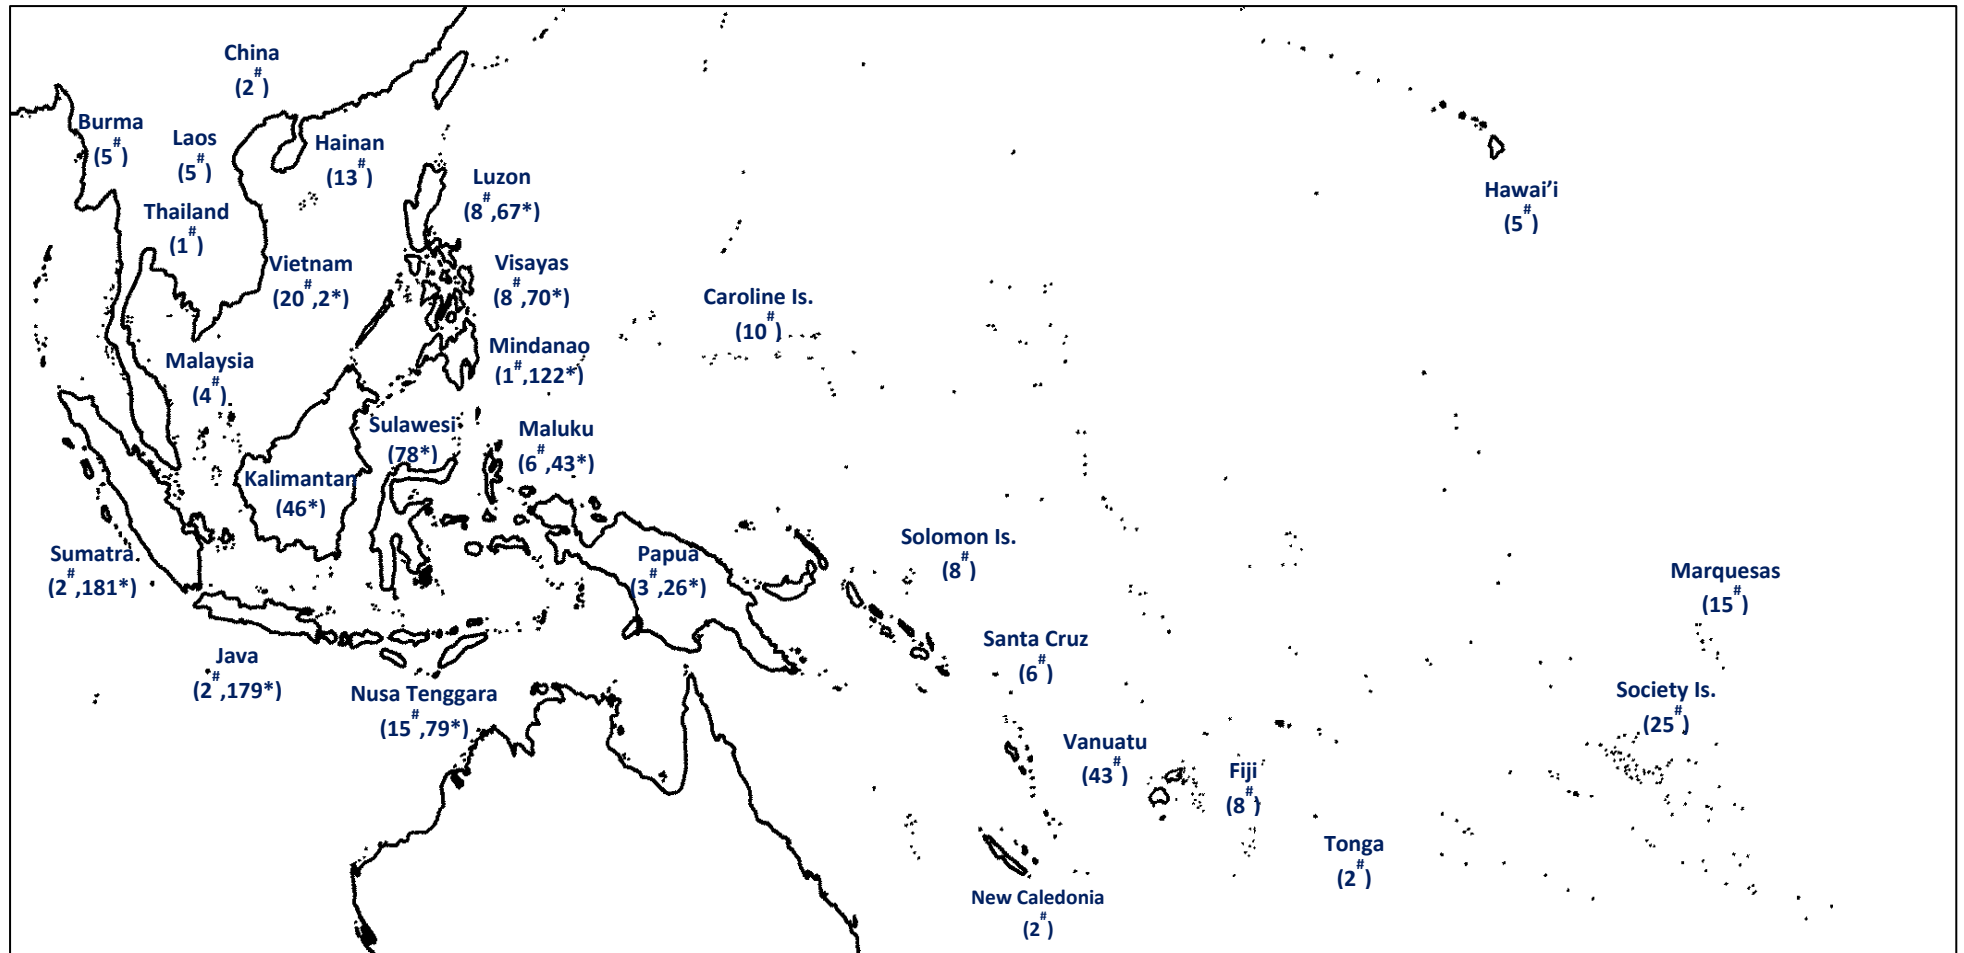 China
(2#)
Burma
(5#)
Laos
(5#)
Hainan
(13#)
Luzon
(8#,67*)
Hawai’i
(5#)
Thailand
(1#)
Vietnam
(20#,2*)
Visayas
(8#,70*)
Caroline Is.
(10#)
Malaysia
(4#)
Mindanao
(1#,122*)
Sulawesi
(78*)
Maluku
(6#,43*)
Kalimantan
(46*)
Sumatra
(2#,181*)
Papua
(3#,26*)
Solomon Is.
(8#)
Marquesas
(15#)
Java
(2#,179*)
Nusa Tenggara
(15#,79*)
Santa Cruz
(6#)
Society Is.
(25#)
Vanuatu
(43#)
Fiji
(8#)
Tonga
(2#)
New Caledonia
(2#)